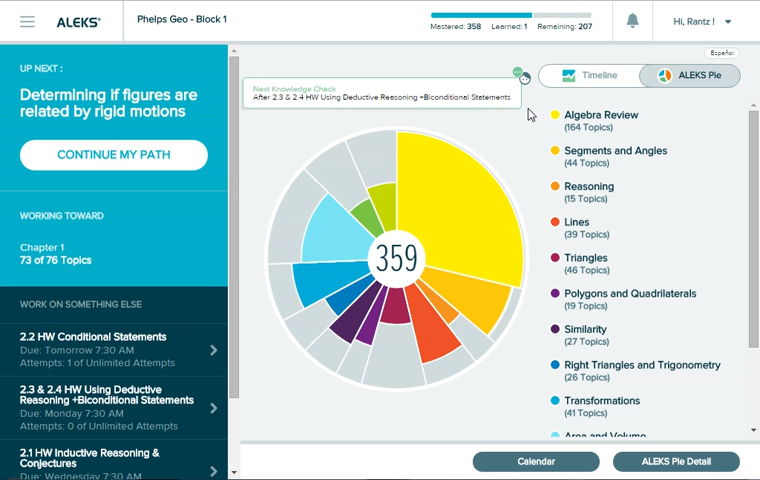 ALEKS®
Phelps Geo - Block 1
Mastered: 358 Learned: 1 Remaining: 207
Hi, Rantz !
UP NEXT :
Determining if figures are
related by rigid motions
CONTINUE MY PATH
WORKING TOWARD
Chapter 1
73 of 76 Topics
WORK ON SOMETHING ELSE
2.2 HW Conditional Statements
Due: Tomorrow 7:30 AM
Attempts: 1 of Unlimited Attempts
2.3 & 2.4 HW Using Deductive
Reasoning +Biconditional Statements
Due: Monday 7:30 AM
Attempts: 0 of Unlimited Attempts
2.1 HW Inductive Reasoning &
Conjectures
Due: Wednesday 7:30 AM
Español
Next Knowledge Check
After 2.3 & 2.4 HW Using Deductive Reasoning +Biconditional Statements
Timeline
ALEKS Pie
359
Algebra Review
(164 Topics)
Segments and Angles
(44 Topics)
Reasoning
(15 Topics)
Lines
(39 Topics)
Triangles
(46 Topics)
Polygons and Quadrilaterals
(19 Topics)
Similarity
(27 Topics)
Right Triangles and Trigonometry
(26 Topics)
Transformations
(41 Topics)
Area and Volume
Calendar
ALEKS Pie Detail